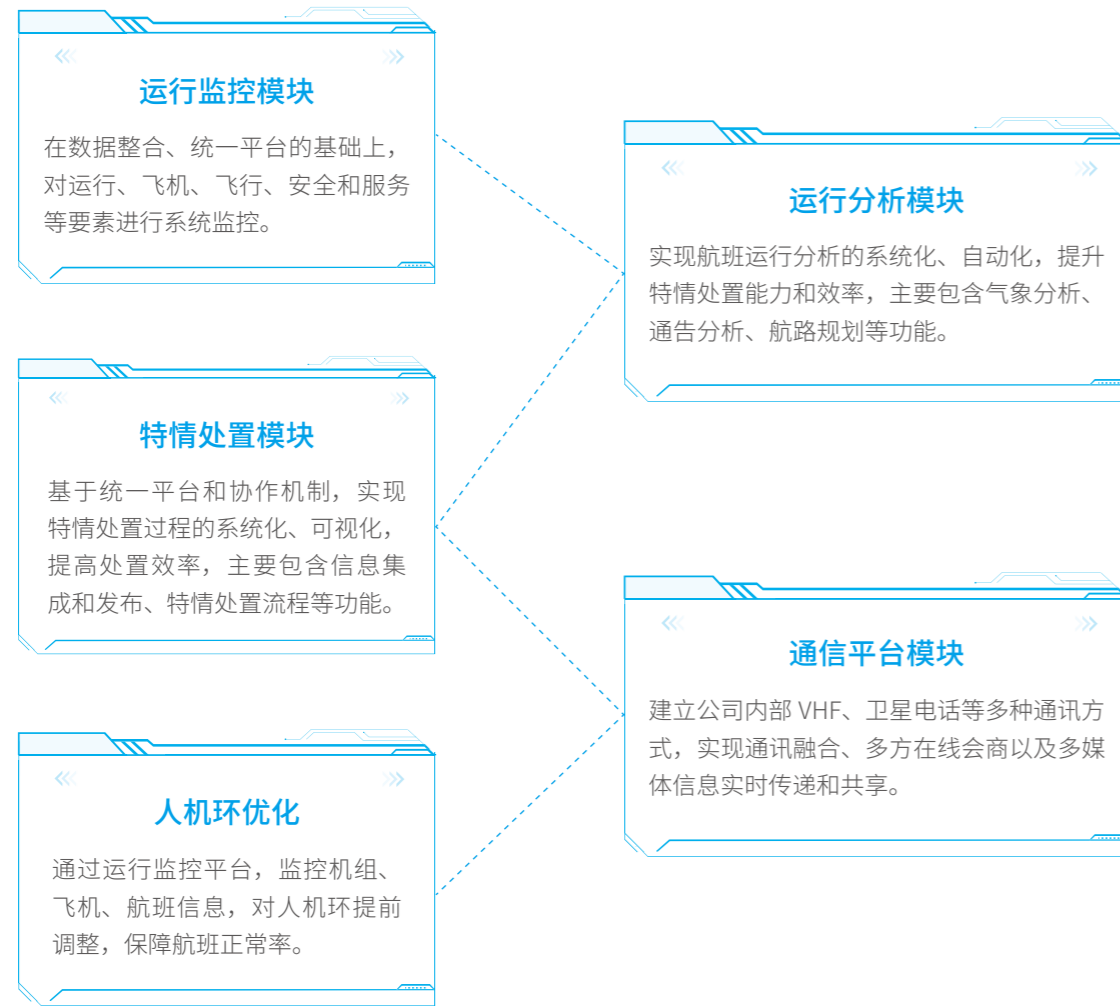 运行监控模块
在数据整合、统一平台的基础上，
对运行、飞机、飞行、安全和服务
等要素进行系统监控。
运行分析模块
实现航班运行分析的系统化、自动化，提升
特情处置能力和效率，主要包含气象分析、
通告分析、航路规划等功能。
特情处置模块
基于统一平台和协作机制，实现
特情处置过程的系统化、可视化，
提高处置效率，主要包含信息集
成和发布、特情处置流程等功能。
通信平台模块
建立公司内部 VHF、卫星电话等多种通讯方
式，实现通讯融合、多方在线会商以及多媒
体信息实时传递和共享。
人机环优化
通过运行监控平台，监控机组、
飞机、航班信息，对人机环提前
调整，保障航班正常率。